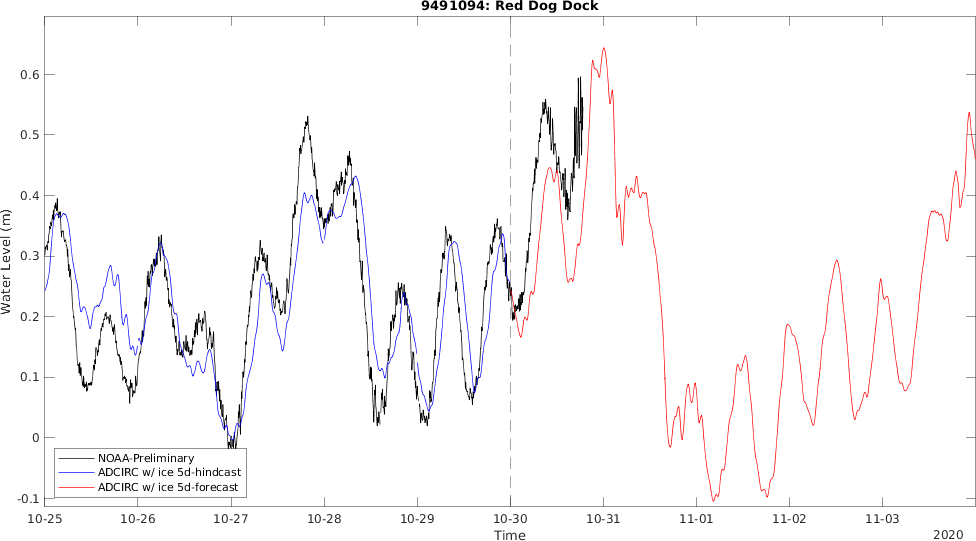 9491094: Red Dog Dock
Water Level (m)
0.6
0.5
0.4
0.3
0.2
0.1
0
-0.1
NOAA-Preliminary
ADCIRC w/ ice 5d-hindcast
ADCIRC w/ ice 5d-forecast
10-25 10-26 10-27 10-28 10-29 10-30 10-31 11-01 11-02 11-03
Time
2020